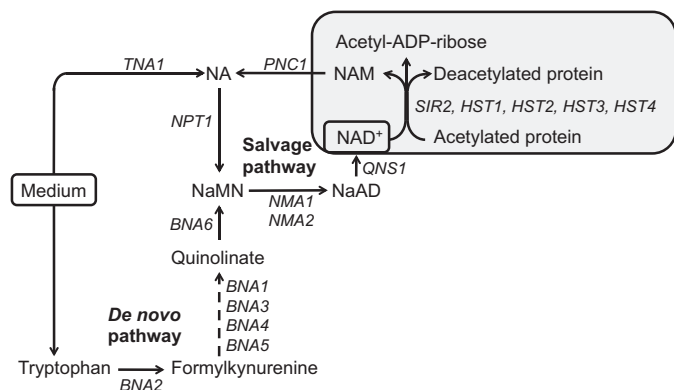 Acetyl-ADP-ribose
TNA1
NA
PNC1
NAM
Deacetylated protein
SIR2, HST1, HST2, HST3, HST4
NPT1
Salvage
pathway
NAD+
Acetylated protein
QNS1
Medium
NaMN
NMA1
NMA2
NaAD
BNA6
Quinolinate
BNA1
BNA3
BNA4
BNA5
De novo
pathway
Tryptophan
BNA2
Formylkynurenine